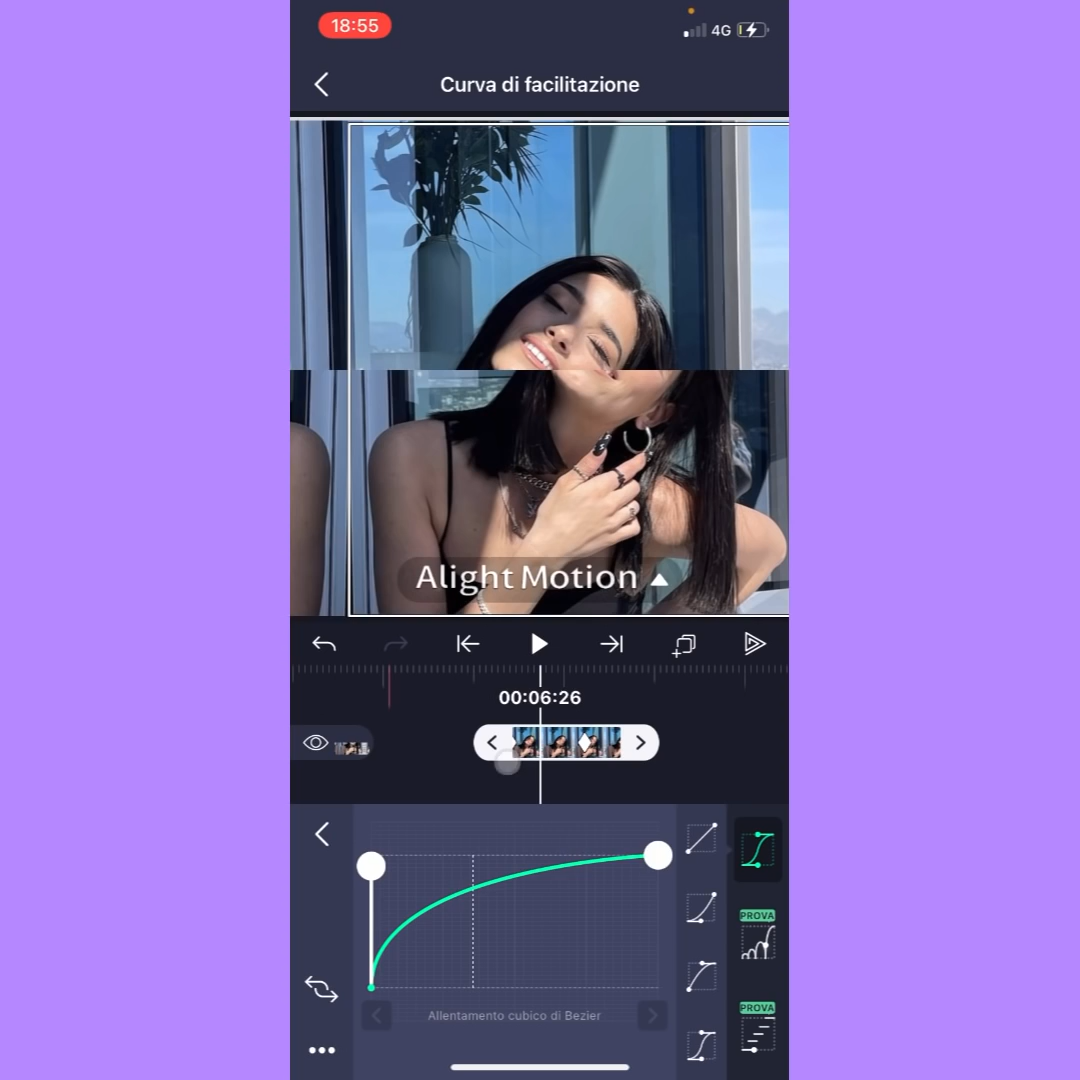 18:55
4G
Curva di facilitazione
Alight Motion
00:06:26
PROVA
PROVA
Allentamento cubico di Bezier